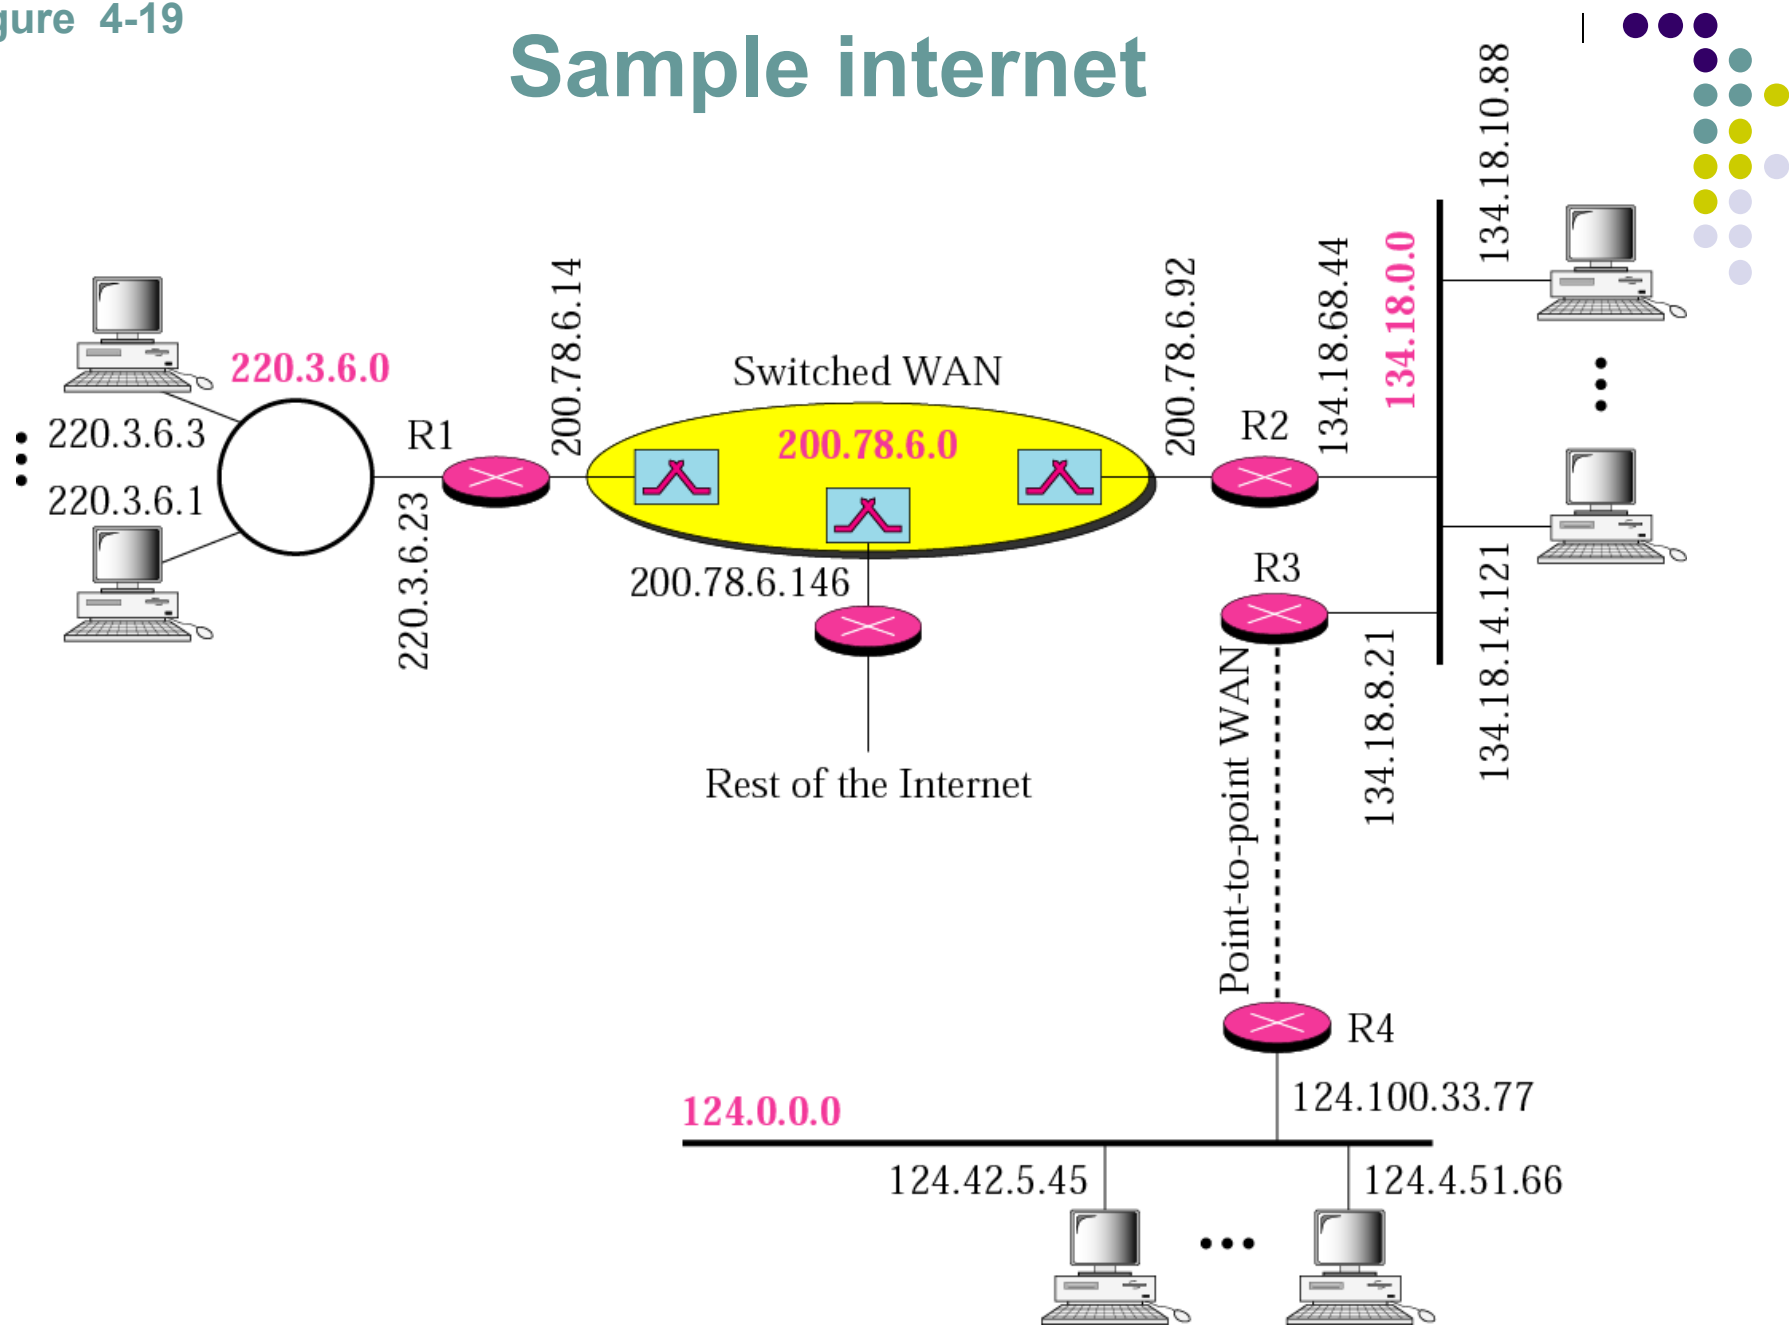 gure 4-19
Sample internet
134.18.10.88
200.78.6.14
200.78.6.92
134.18.68.44
134.18.0.0
220.3.6.0
Switched WAN
220.3.6.3
R1
200.78.6.0
R2
220.3.6.1
220.3.6.23
200.78.6.146
R3
134.18.14.121
134.18.8.21
Point-to-point WAN
Rest of the Internet
R4
124.100.33.77
124.0.0.0
124.42.5.45
124.4.51.66